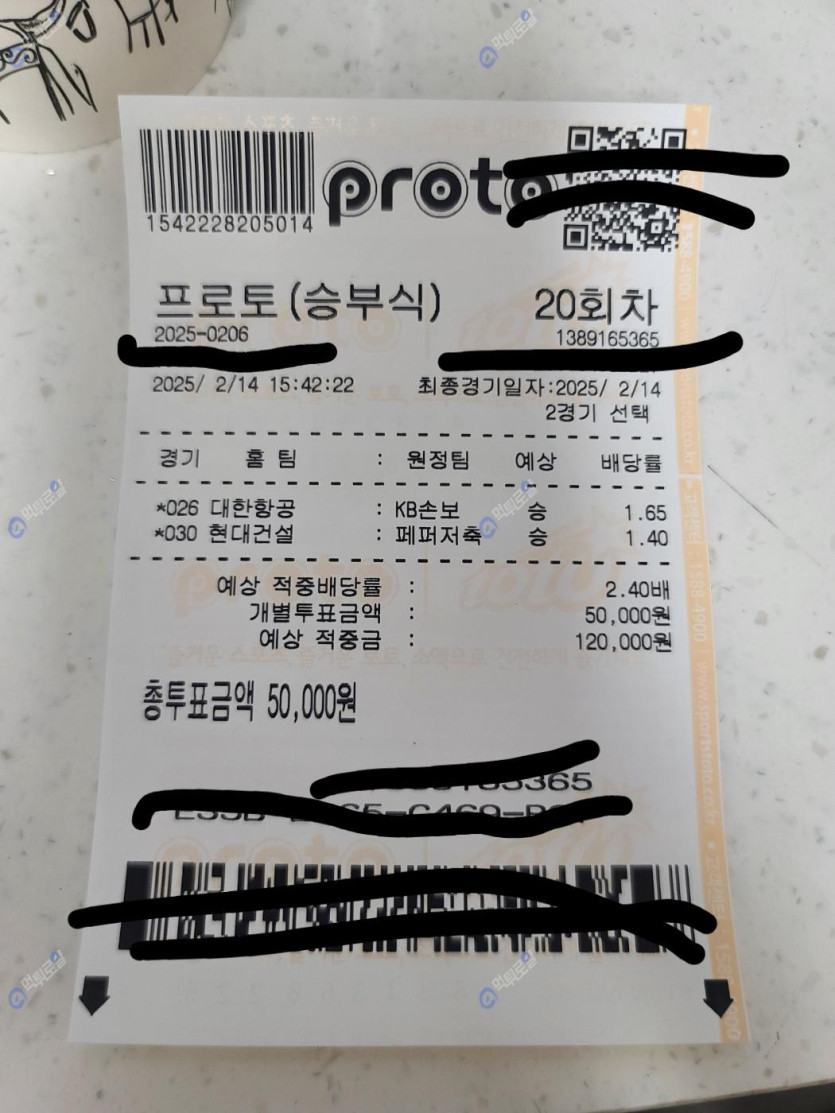 1542228205014
proto
프로토 (승부식) 20회차
2025-0206 1389165365
2025/ 2/14 15:42:22 최종경기일자:2025/ 2/14
2경기 선택
경기 홈 팀 : 원정팀 예상 배당률
*026 대한항공 : KB손보 승 1.65
*030 현대건설 : 페퍼저축 승 1.40
예상 적중배당률 : 2.40배
개별투표금액 : 50,000원
예상 적중금 : 120,000원
총투표금액 50,000원
먹튀로얄